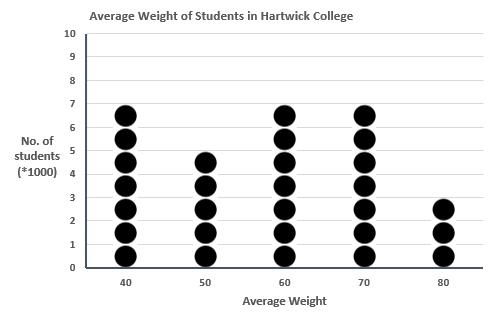 Average Weight of Students in Hartwick College
10
9
8
7
6
5
4
3
2
1
0
No. of
students
(*1000)
40 50 60 70 80
Average Weight